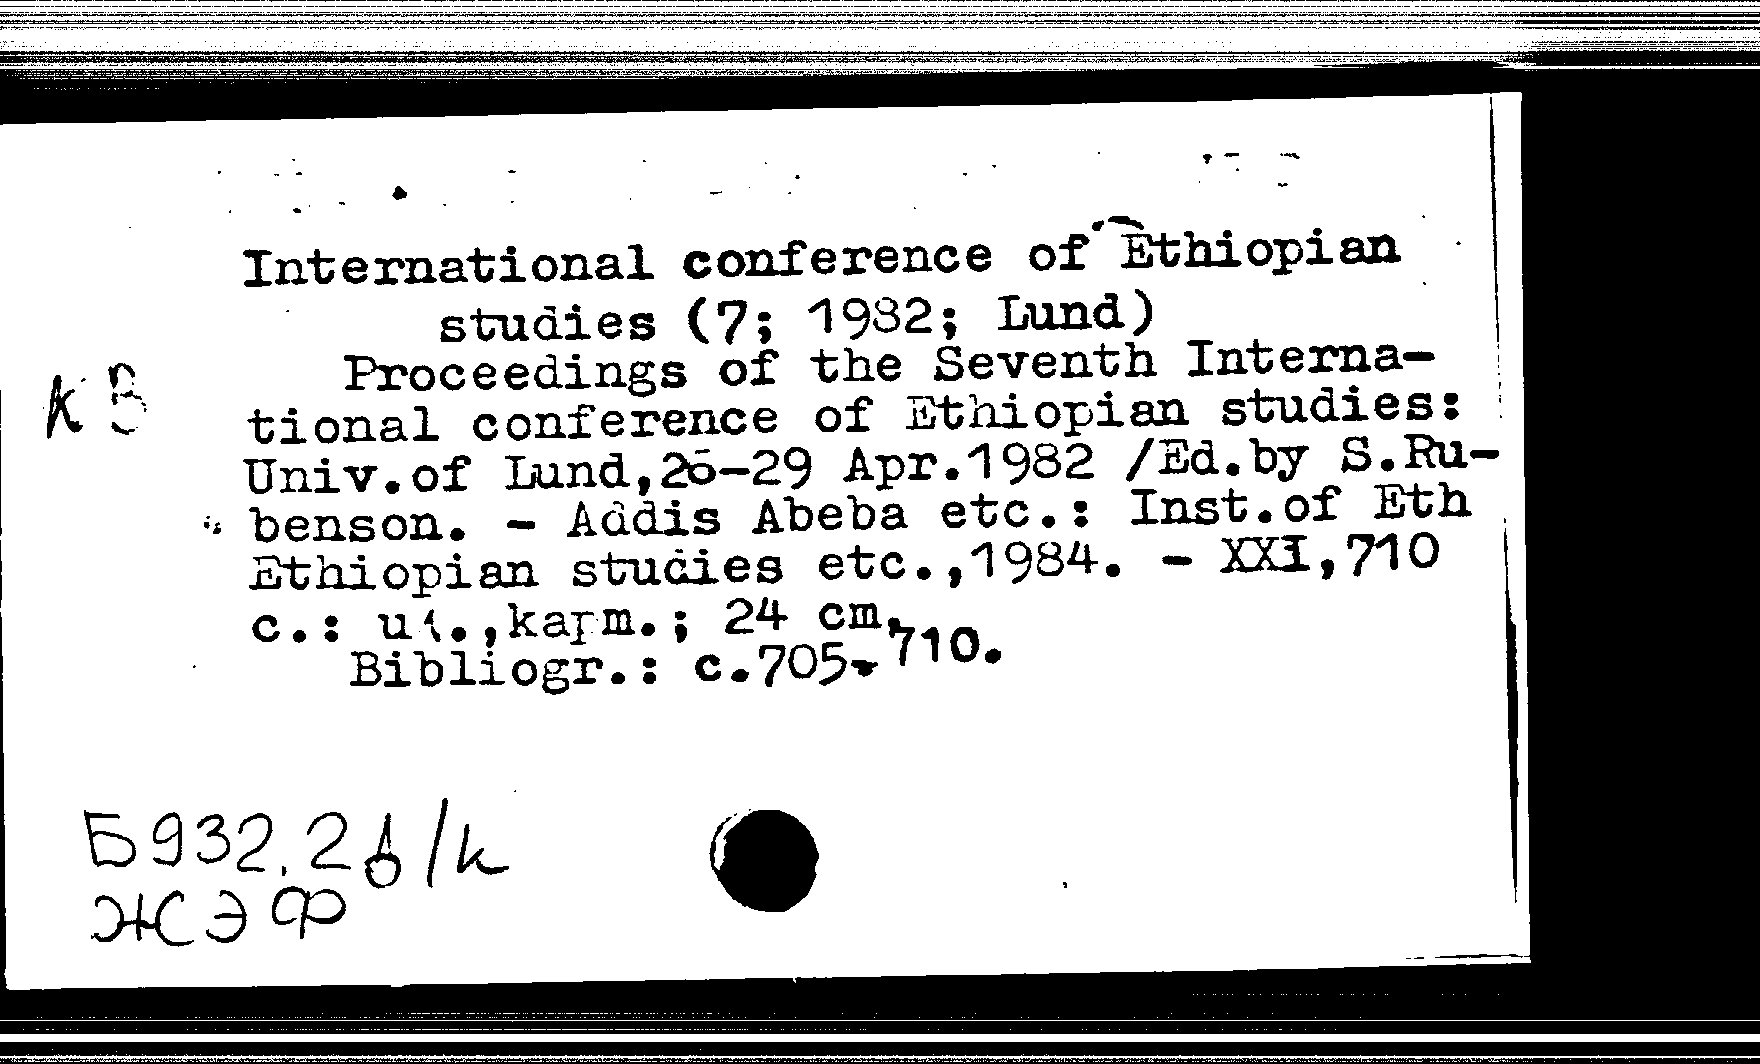 International conference of Ethiopian
studies (7; 1982; Lund)
Proceedings of the Seventh Interna-
КВ
tional conference of Ethiopian studies:
Univ.of Lund,26-29 Apr.1982 /Ed.by S.Ru-
benson. - Addis Abeba etc.: Inst.of Eth
Ethiopian studies etc.,1984. - XXI,710
c.: ил.,карт.; 24 cm.
Bibliogr.: c.705-710.
Б932.2д/к
ЖСЭФ